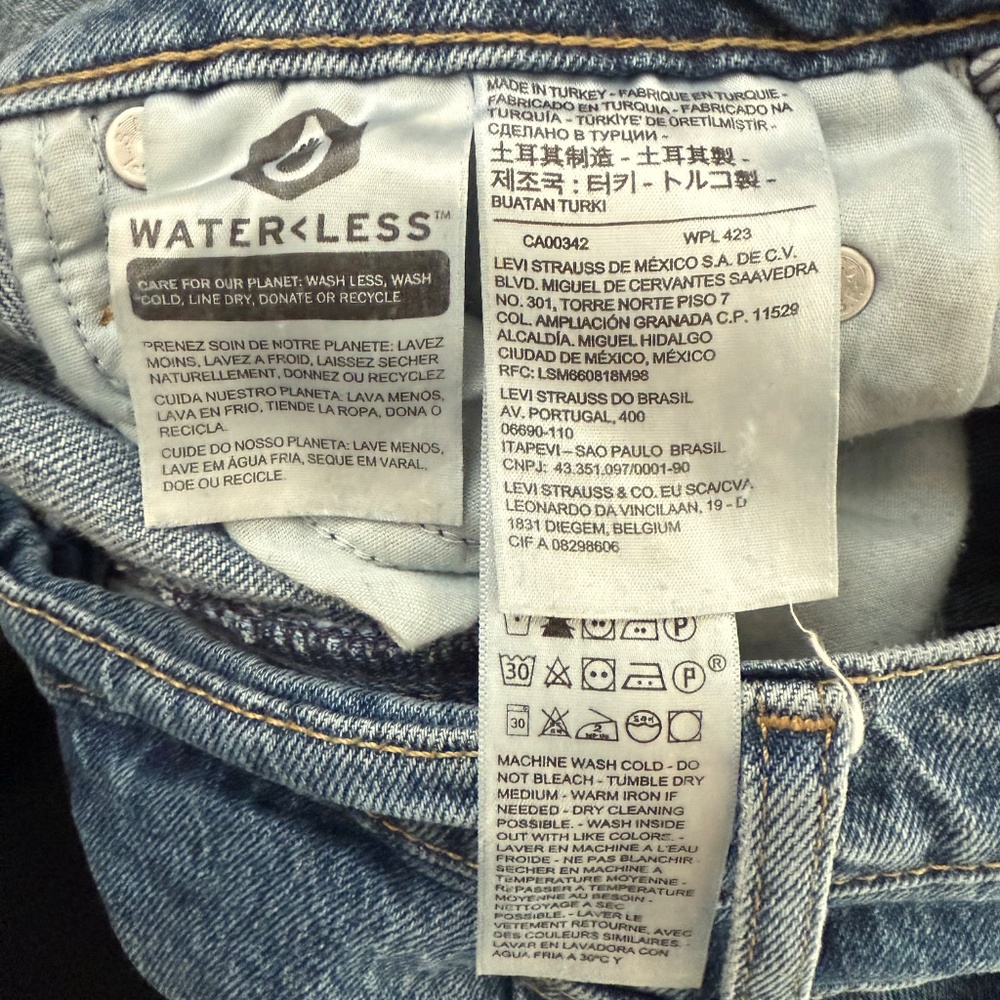 WATER<LESS™
CARE FOR OUR PLANET: WASH LESS, WASH
COLD, LINE DRY, DONATE OR RECYCLE
PRENEZ SOIN DE NOTRE PLANETE: LAVEZ
MOINS, LAVEZ A FROID, LAISSEZ SECHER
NATURELLEMENT, DONNEZ OU RECYCLEZ
CUIDA NUESTRO PLANETA: LAVA MENOS,
LAVA EN FRIO, TIENDE LA ROPA, DONA O
RECICLA.
CUIDE DO NOSSO PLANETA: LAVE MENOS,
LAVE EM ÁGUA FRIA, SEQUE EM VARAL,
DOE OU RECICLE.
MADE IN TURKEY - FABRIQUE EN TURQUIE -
FABRICADO EN TURQUIA - FABRICADO NA
TURQUÍA - TÜRKİYE' DE ÜRETİLMİŞTİR -
СДЕЛАНО В ТУРЦИИ -
土耳其制造 - 土耳其製 -
제조국 : 터키 - トルコ製 -
BUATAN TURKI
CA00342 WPL 423
LEVI STRAUSS DE MÉXICO S.A. DE C.V.
BLVD. MIGUEL DE CERVANTES SAAVEDRA
NO. 301, TORRE NORTE PISO 7
COL. AMPLIACIÓN GRANADA C.P. 11529
ALCALDÍA. MIGUEL HIDALGO
CIUDAD DE MÉXICO, MÉXICO
RFC: LSM660818M98
LEVI STRAUSS DO BRASIL
AV. PORTUGAL, 400
06690-110
ITAPEVI – SAO PAULO BRASIL
CNPJ: 43.351.097/0001-90
LEVI STRAUSS & CO. EU SCA/CVA
LEONARDO DA VINCILAAN, 19 - D
1831 DIEGEM, BELGIUM
CIF A 08298606
P
30 P ®
30
MACHINE WASH COLD - DO
NOT BLEACH - TUMBLE DRY
MEDIUM - WARM IRON IF
NEEDED - DRY CLEANING
POSSIBLE. - WASH INSIDE
OUT WITH LIKE COLORS. -
LAVER EN MACHINE A L'EAU
FROIDE - NE PAS BLANCHIR -
SECHER EN MACHINE A
TEMPERATURE MOYENNE -
REPASSER A TEMPERATURE
MOYENNE AU BESOIN -
NETTOYAGE A SEC
POSSIBLE. - LAVER LE
VETEMENT RETOURNE, AVEC
DES COULEURS SIMILAIRES. -
LAVAR EN LAVADORA CON
AGUA FRIA A 30°C Y